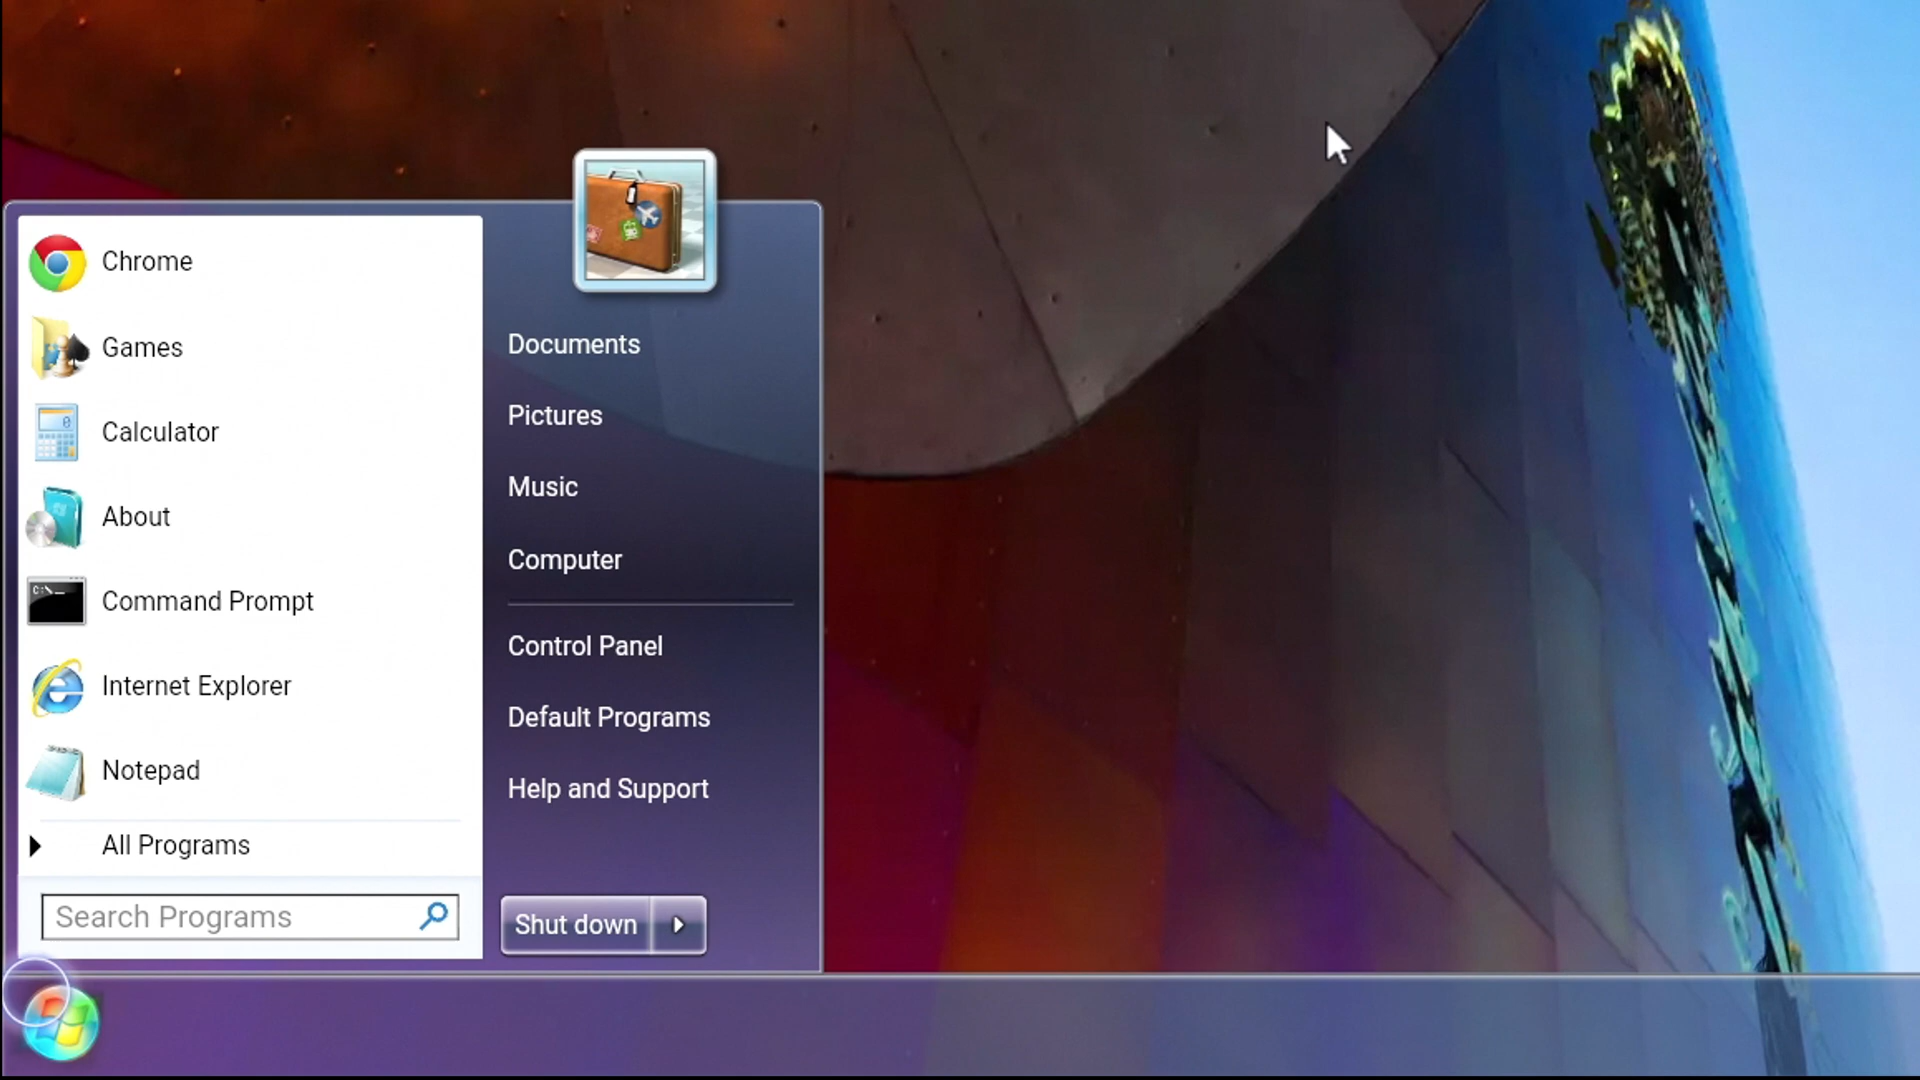 Chrome
Games
Calculator
About
Command Prompt
Internet Explorer
Notepad
All Programs
Search Programs
Documents
Pictures
Music
Computer
Control Panel
Default Programs
Help and Support
Shut down